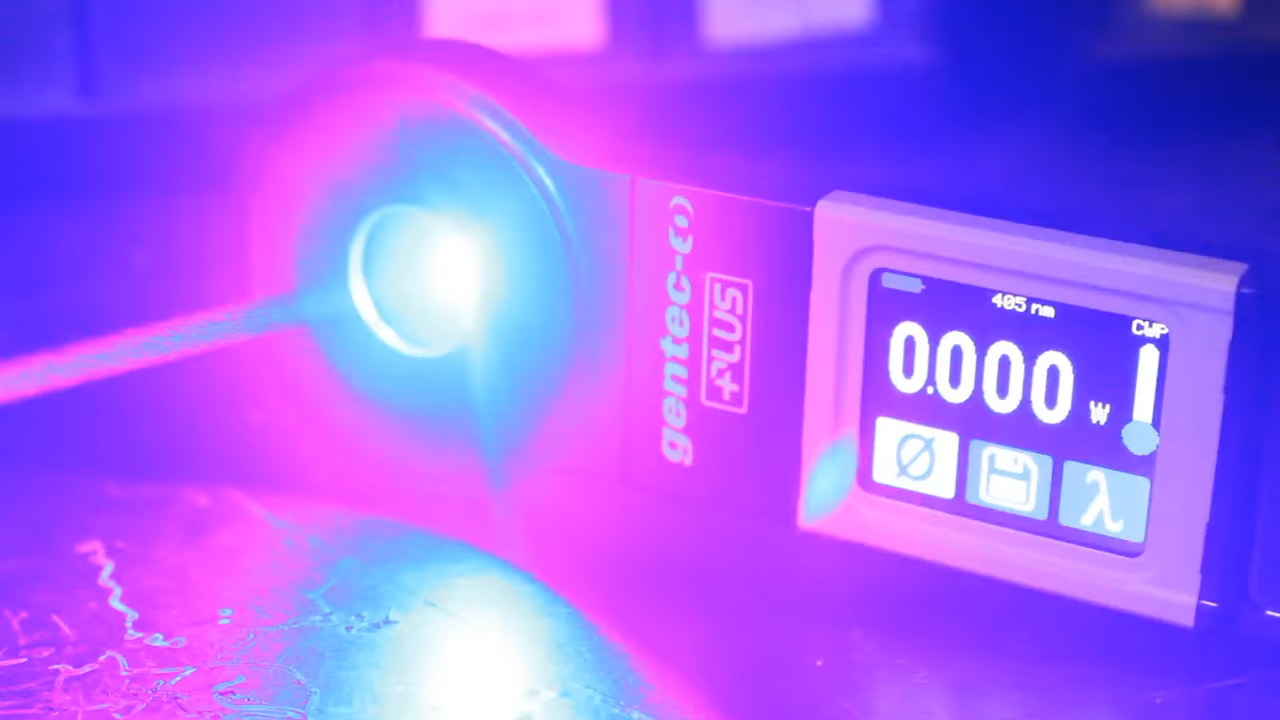 gentec-eo
PLUS
405 nm
CWP
0.000 W
λ